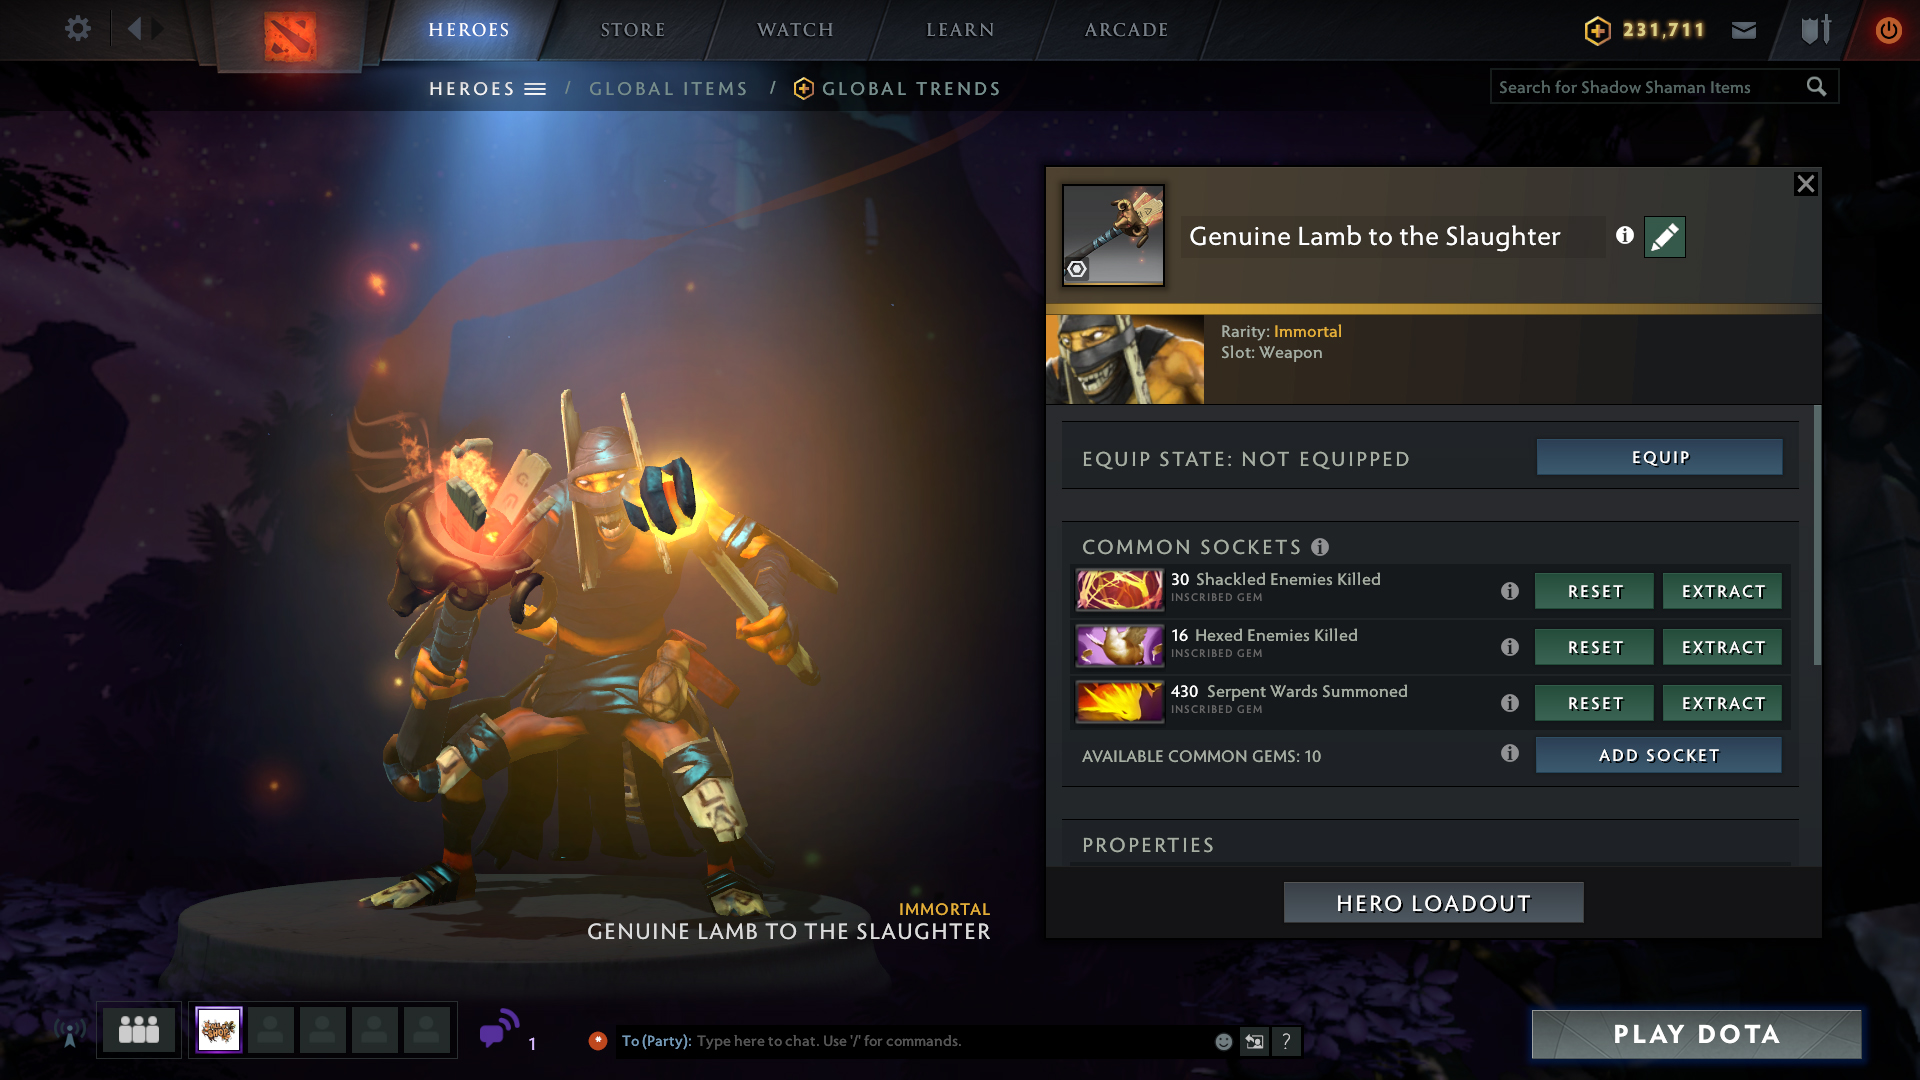 HEROES
STORE
WATCH
LEARN
ARCADE
231,711
HEROES / GLOBAL ITEMS / GLOBAL TRENDS
Search for Shadow Shaman Items
Genuine Lamb to the Slaughter
Rarity: Immortal
Slot: Weapon
EQUIP STATE: NOT EQUIPPED
EQUIP
COMMON SOCKETS
30 Shackled Enemies Killed
INSCRIBED GEM
RESET
EXTRACT
16 Hexed Enemies Killed
INSCRIBED GEM
RESET
EXTRACT
430 Serpent Wards Summoned
INSCRIBED GEM
RESET
EXTRACT
AVAILABLE COMMON GEMS: 10
ADD SOCKET
PROPERTIES
HERO LOADOUT
IMMORTAL
GENUINE LAMB TO THE SLAUGHTER
1
To (Party): Type here to chat. Use '/' for commands.
?
PLAY DOTA